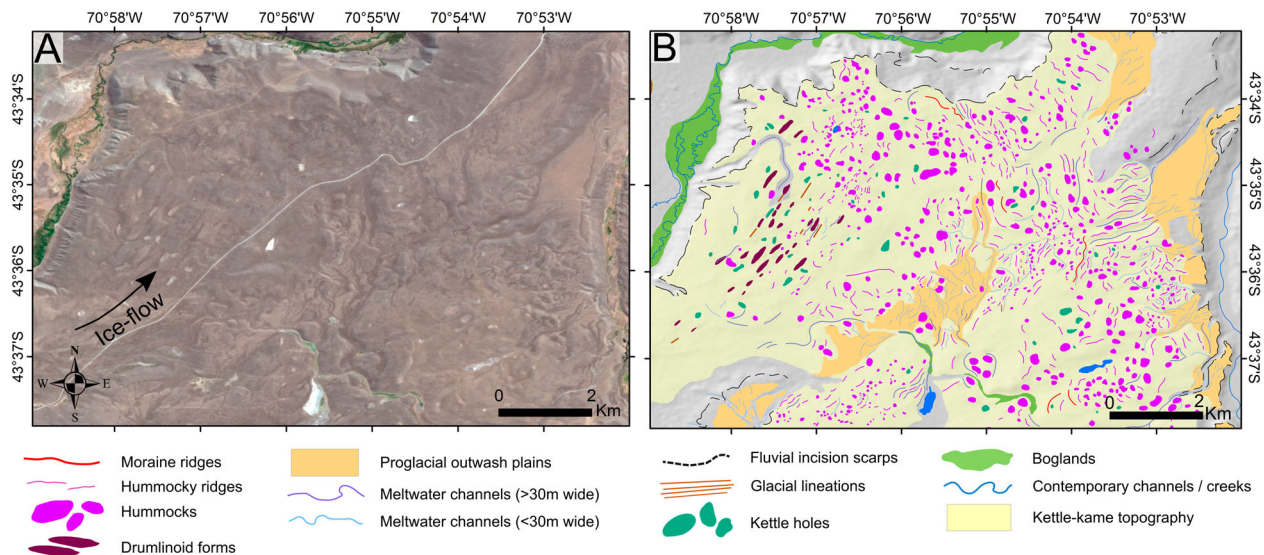 70°58'W 70°57'W 70°56'W 70°55'W 70°54'W 70°53'W
A
43°34'S
43°35'S
43°36'S
43°37'S
Ice-flow
N
W E
S
0 2
Km
70°58'W 70°57'W 70°56'W 70°55'W 70°54'W 70°53'W
B
43°34'S
43°35'S
43°36'S
43°37'S
0 2
Km
Moraine ridges
Hummocky ridges
Hummocks
Drumlinoid forms
Proglacial outwash plains
Meltwater channels (>30m wide)
Meltwater channels (<30m wide)
Fluvial incision scarps
Glacial lineations
Kettle holes
Boglands
Contemporary channels / creeks
Kettle-kame topography